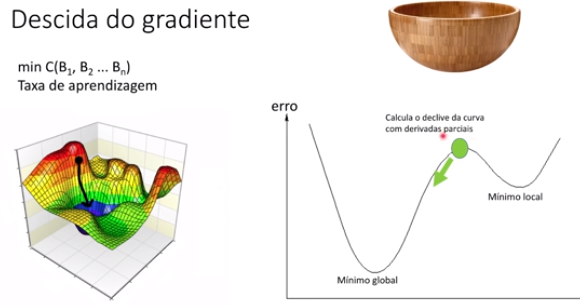 Descida do gradiente
min C(B₁, B₂ ... Bₙ)
Taxa de aprendizagem
erro
Calcula o declive da curva
com derivadas parciais
Mínimo local
Mínimo global